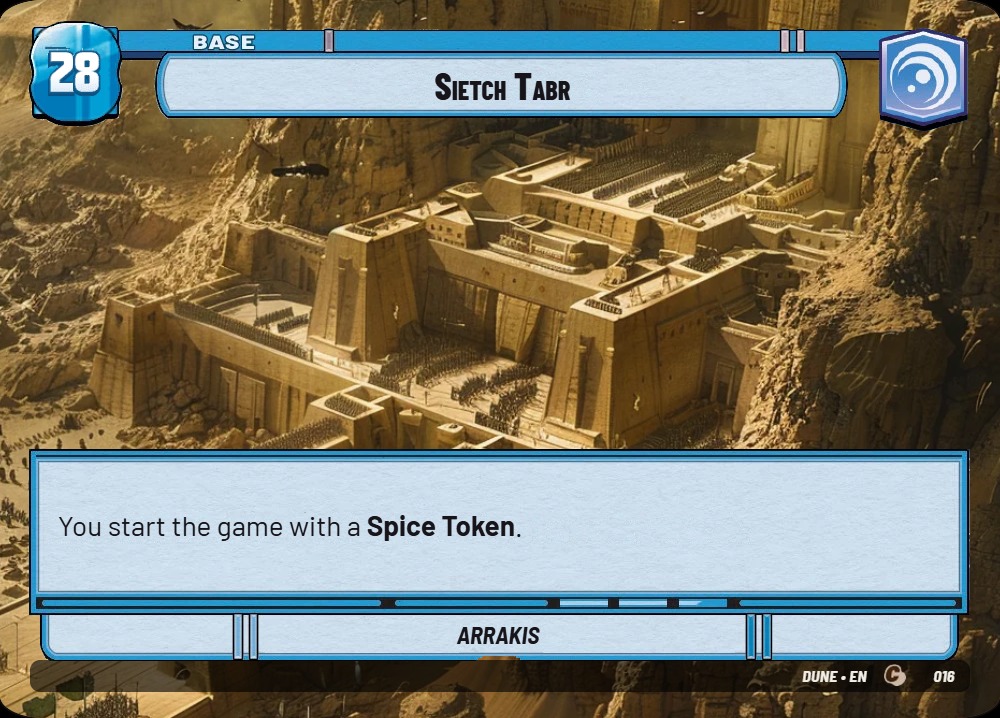 BASE
28
Sietch Tabr
You start the game with a Spice Token.
ARRAKIS
DUNE • EN C 016